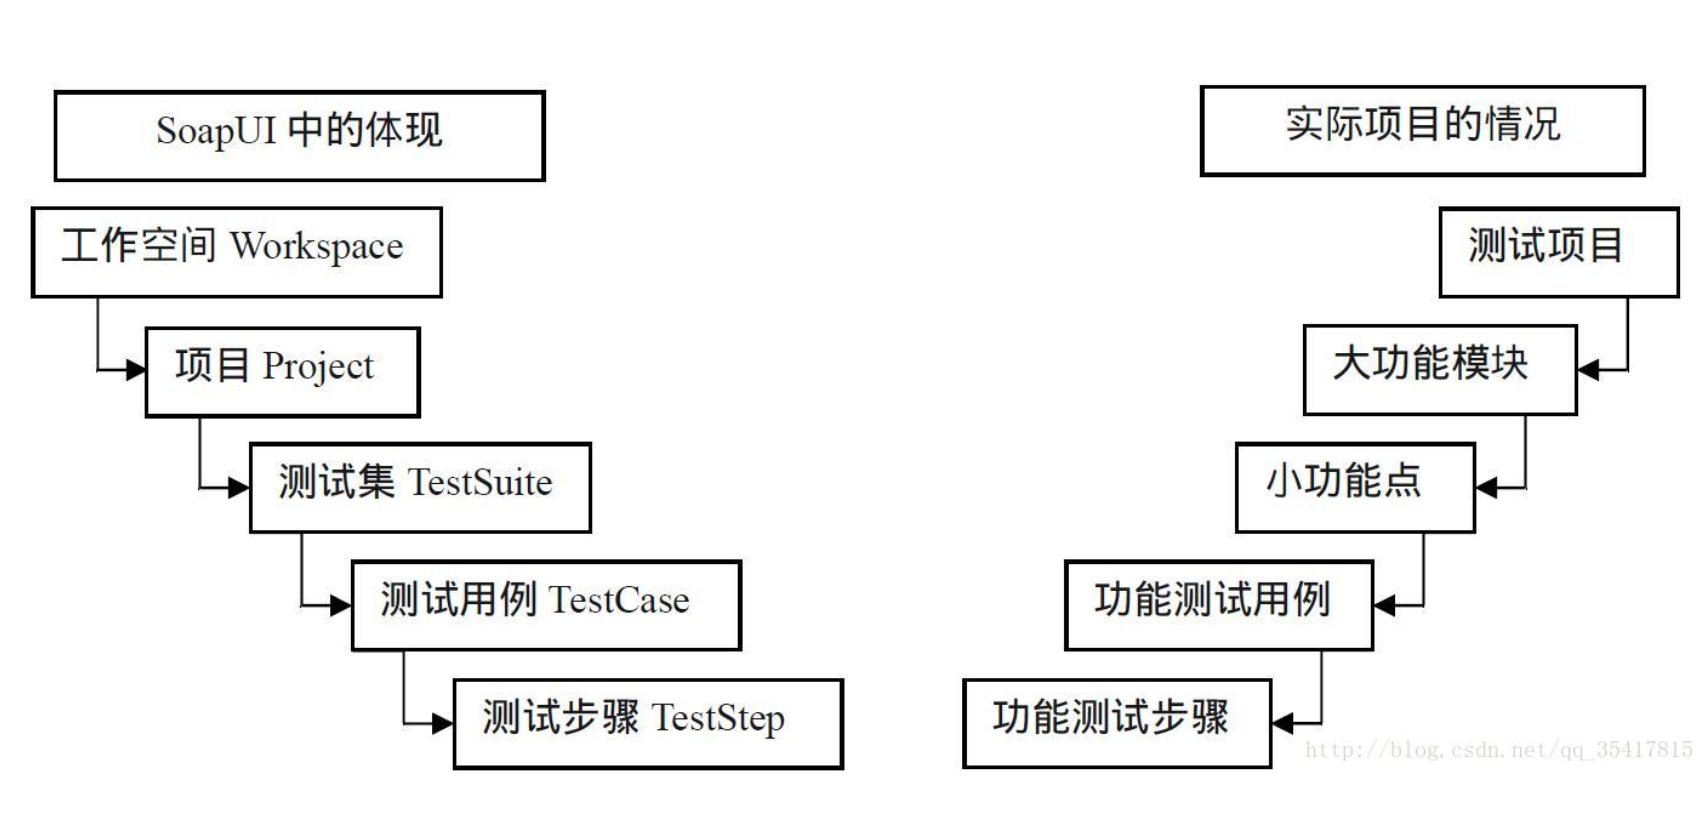 SoapUI 中的体现
工作空间 Workspace
项目 Project
测试集 TestSuite
测试用例 TestCase
测试步骤 TestStep
实际项目的情况
测试项目
大功能模块
小功能点
功能测试用例
功能测试步骤
http://blog.csdn.net/qq_35417815